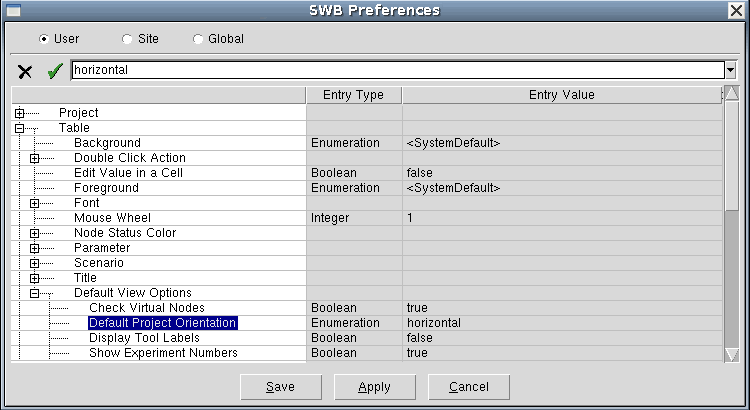 SWB Preferences
User Site Global
horizontal
Entry Type Entry Value
Project
Table
Background Enumeration <SystemDefault>
Double Click Action
Edit Value in a Cell Boolean false
Foreground Enumeration <SystemDefault>
Font
Mouse Wheel Integer 1
Node Status Color
Parameter
Scenario
Title
Default View Options
Check Virtual Nodes Boolean true
Default Project Orientation Enumeration horizontal
Display Tool Labels Boolean false
Show Experiment Numbers Boolean true
Save Apply Cancel